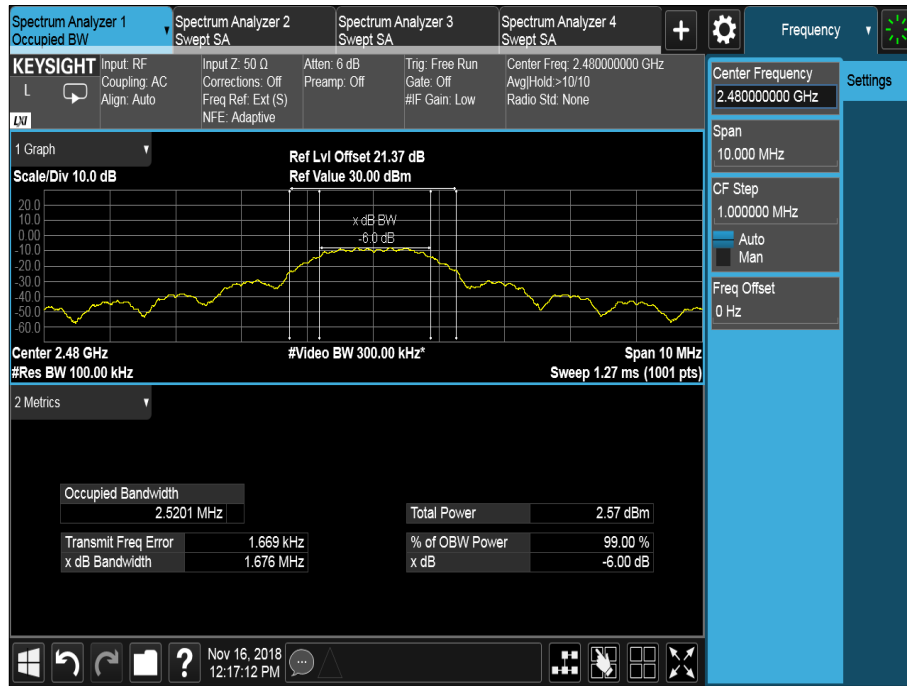 Spectrum Analyzer 1
Occupied BW
Spectrum Analyzer 2
Swept SA
Spectrum Analyzer 3
Swept SA
Spectrum Analyzer 4
Swept SA
+
Frequency
KEYSIGHT
L
LXI
Input: RF
Coupling: AC
Align: Auto
Input Z: 50 Ω
Corrections: Off
Freq Ref: Ext (S)
NFE: Adaptive
Atten: 6 dB
Preamp: Off
Trig: Free Run
Gate: Off
#IF Gain: Low
Center Freq: 2.480000000 GHz
Avg|Hold:>10/10
Radio Std: None
Center Frequency
2.480000000 GHz
Settings
Span
10.000 MHz
CF Step
1.000000 MHz
Auto
Man
Freq Offset
0 Hz
1 Graph
Scale/Div 10.0 dB
Ref Lvl Offset 21.37 dB
Ref Value 30.00 dBm
20.0
10.0
0.00
-10.0
-20.0
-30.0
-40.0
-50.0
-60.0
x dB BW
-6.0 dB
Center 2.48 GHz
#Video BW 300.00 kHz*
Span 10 MHz
#Res BW 100.00 kHz
Sweep 1.27 ms (1001 pts)
2 Metrics
Occupied Bandwidth
2.5201 MHz
Total Power 2.57 dBm
Transmit Freq Error 1.669 kHz
% of OBW Power 99.00 %
x dB Bandwidth 1.676 MHz
x dB -6.00 dB
?
Nov 16, 2018
12:17:12 PM